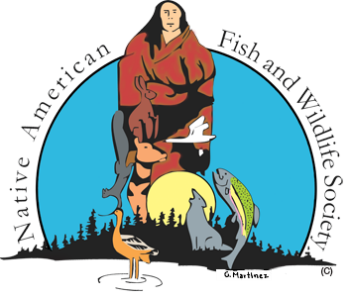 Native American
Fish and Wildlife Society
(C)
G. Martinez